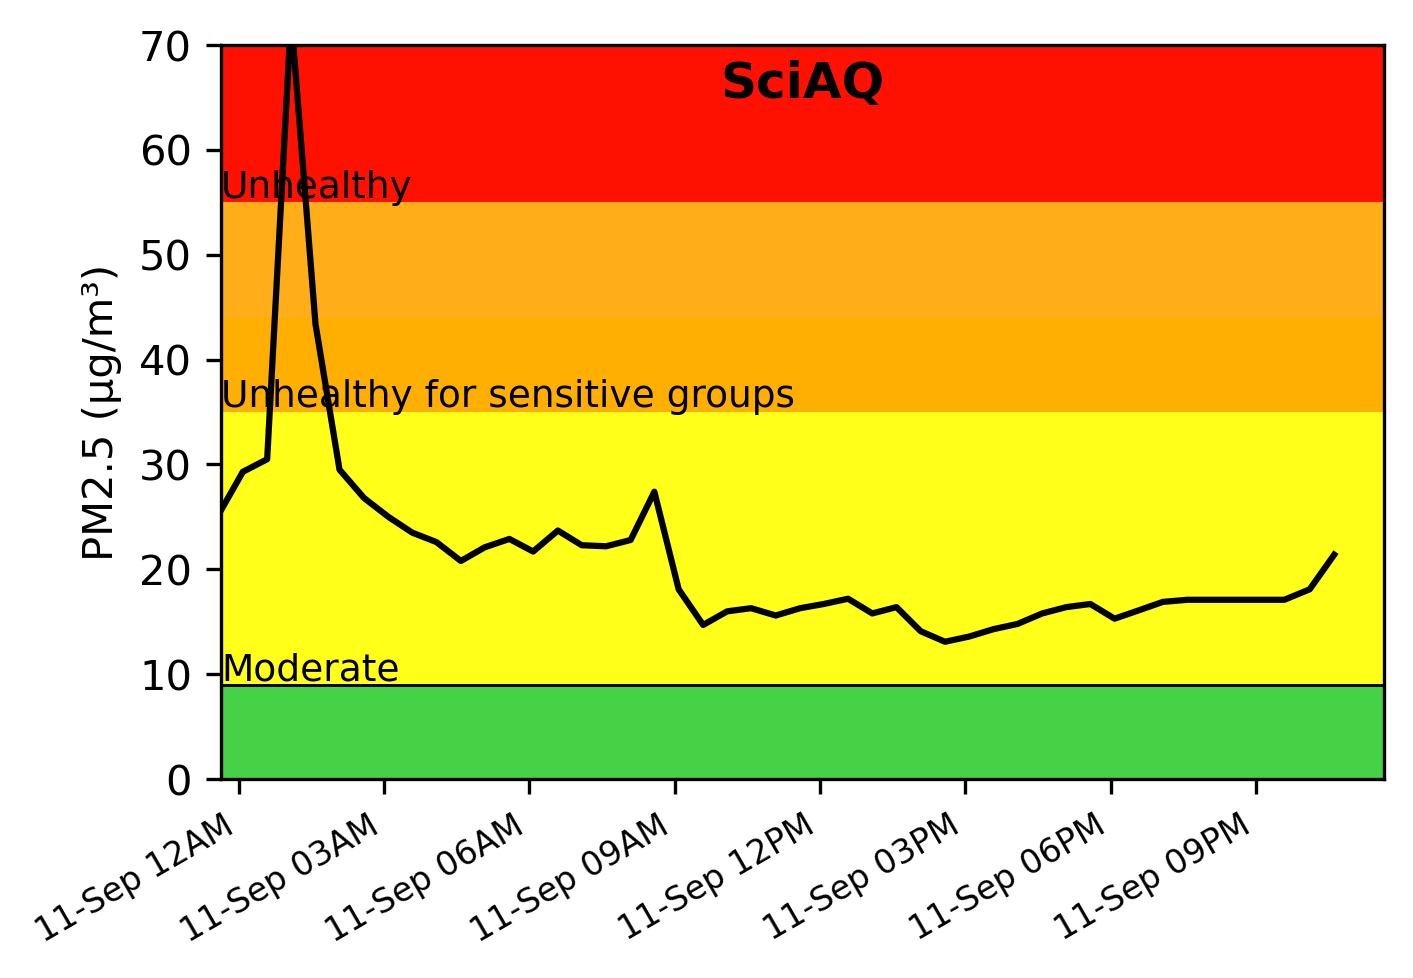 SciAQ
PM2.5 (μg/m³)
70
60
50
40
30
20
10
0
Unhealthy
Unhealthy for sensitive groups
Moderate
11-Sep 12AM
11-Sep 03AM
11-Sep 06AM
11-Sep 09AM
11-Sep 12PM
11-Sep 03PM
11-Sep 06PM
11-Sep 09PM